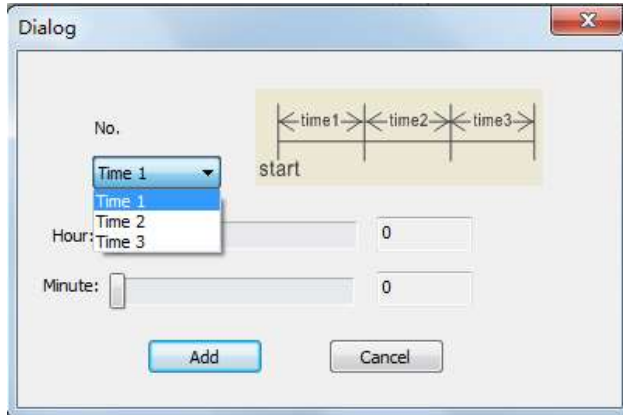 Dialog
X
No.
time1 time2 time3
start
Time 1
Time 1
Time 2
Time 3
Hour:
0
Minute:
0
Add
Cancel